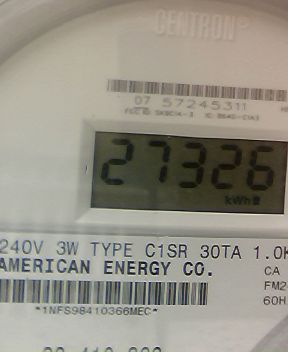 CENTRON®
07 57245311
27326
kWh
240V 3W TYPE C1SR 30TA 1.0K
AMERICAN ENERGY CO.
CA
FM2
60H
*1NFS98410366MEC*